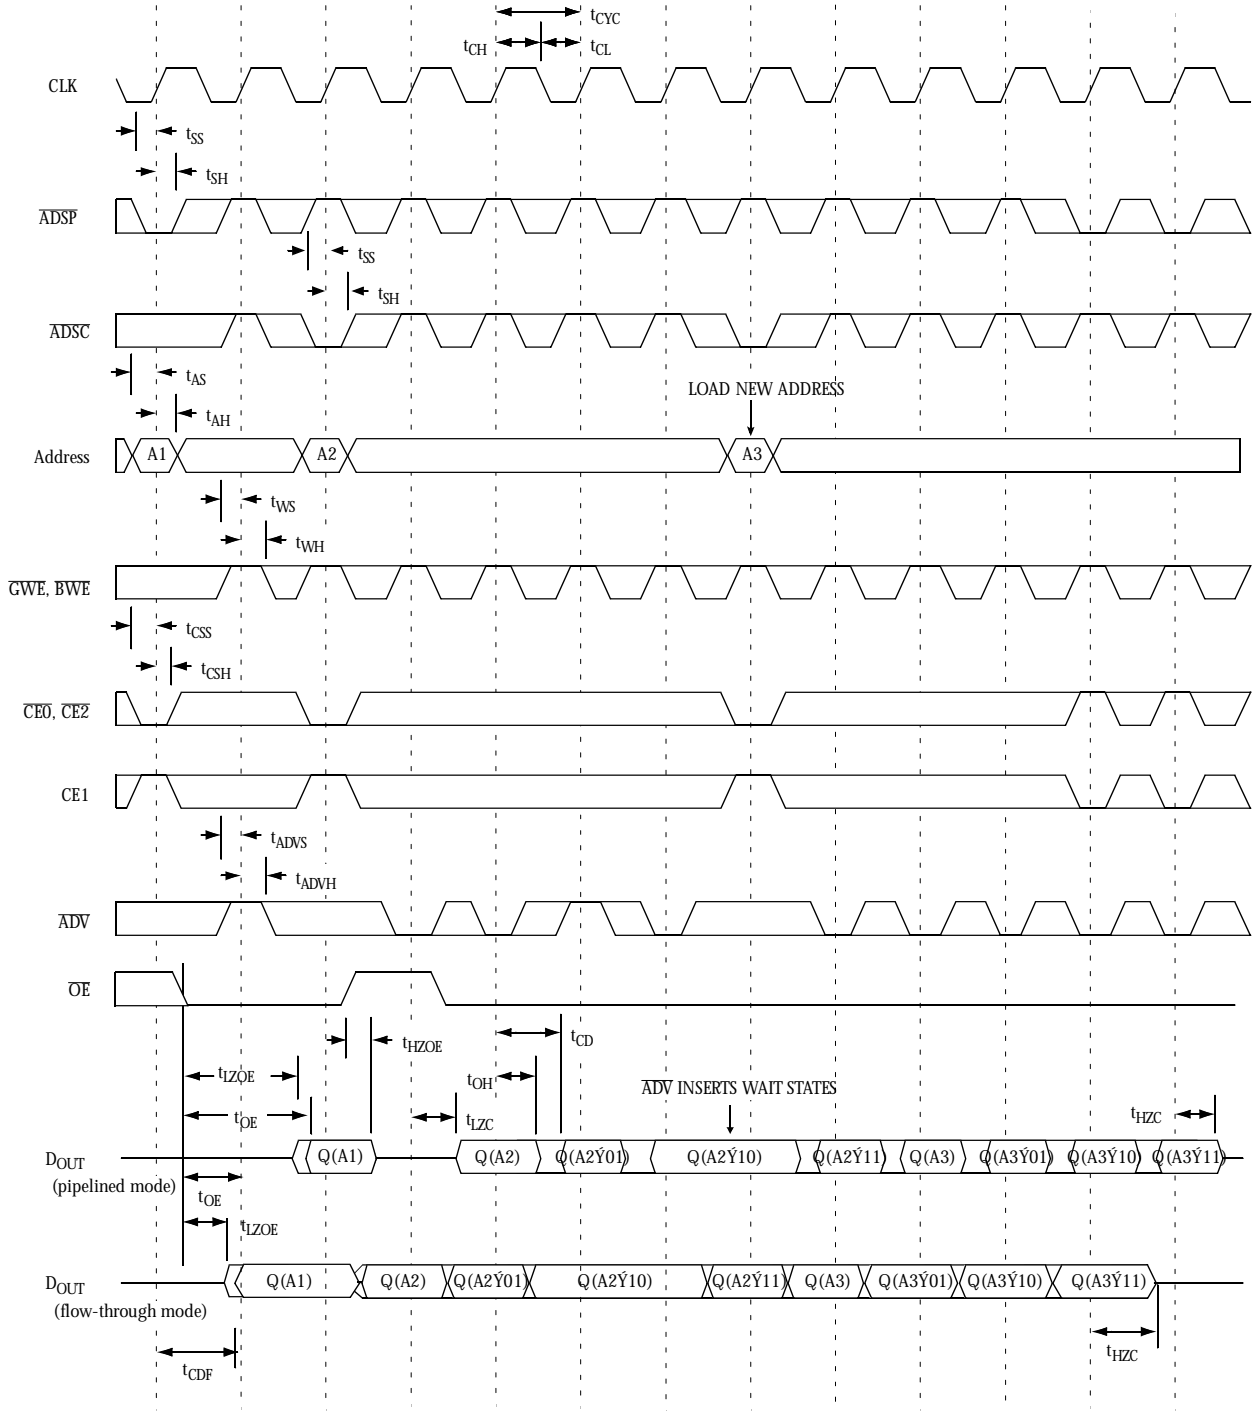 tCYC
tCH
tCL
CLK
tSS
tSH
ADSP
tSS
tSH
ADSC
tAS
LOAD NEW ADDRESS
tAH
Address
A1
A2
A3
tWS
tWH
GWE, BWE
tCSS
tCSH
CE0, CE2
CE1
tADVS
tADVH
ADV
OE
tCD
tHZOE
tLZOE
tOH
ADV INSERTS WAIT STATES
tOE
tLZC
tHZC
DOUT
(pipelined mode)
Q(A1)
Q(A2)
Q(A2Ý01)
Q(A2Ý10)
Q(A2Ý11)
Q(A3)
Q(A3Ý01)
Q(A3Ý10)
Q(A3Ý11)
tOE
tLZOE
DOUT
(flow-through mode)
Q(A1)
Q(A2)
Q(A2Ý01)
Q(A2Ý10)
Q(A2Ý11)
Q(A3)
Q(A3Ý01)
Q(A3Ý10)
Q(A3Ý11)
tHZC
tCDF